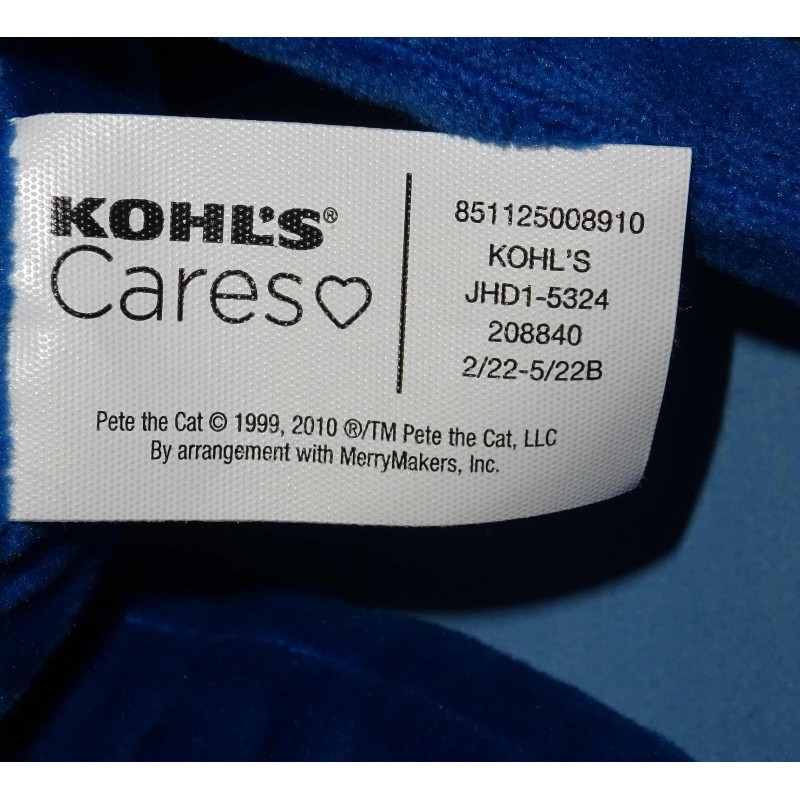 KOHL'S®
Cares♡
851125008910
KOHL'S
JHD1-5324
208840
2/22-5/22B
Pete the Cat © 1999, 2010 ®/TM Pete the Cat, LLC
By arrangement with MerryMakers, Inc.